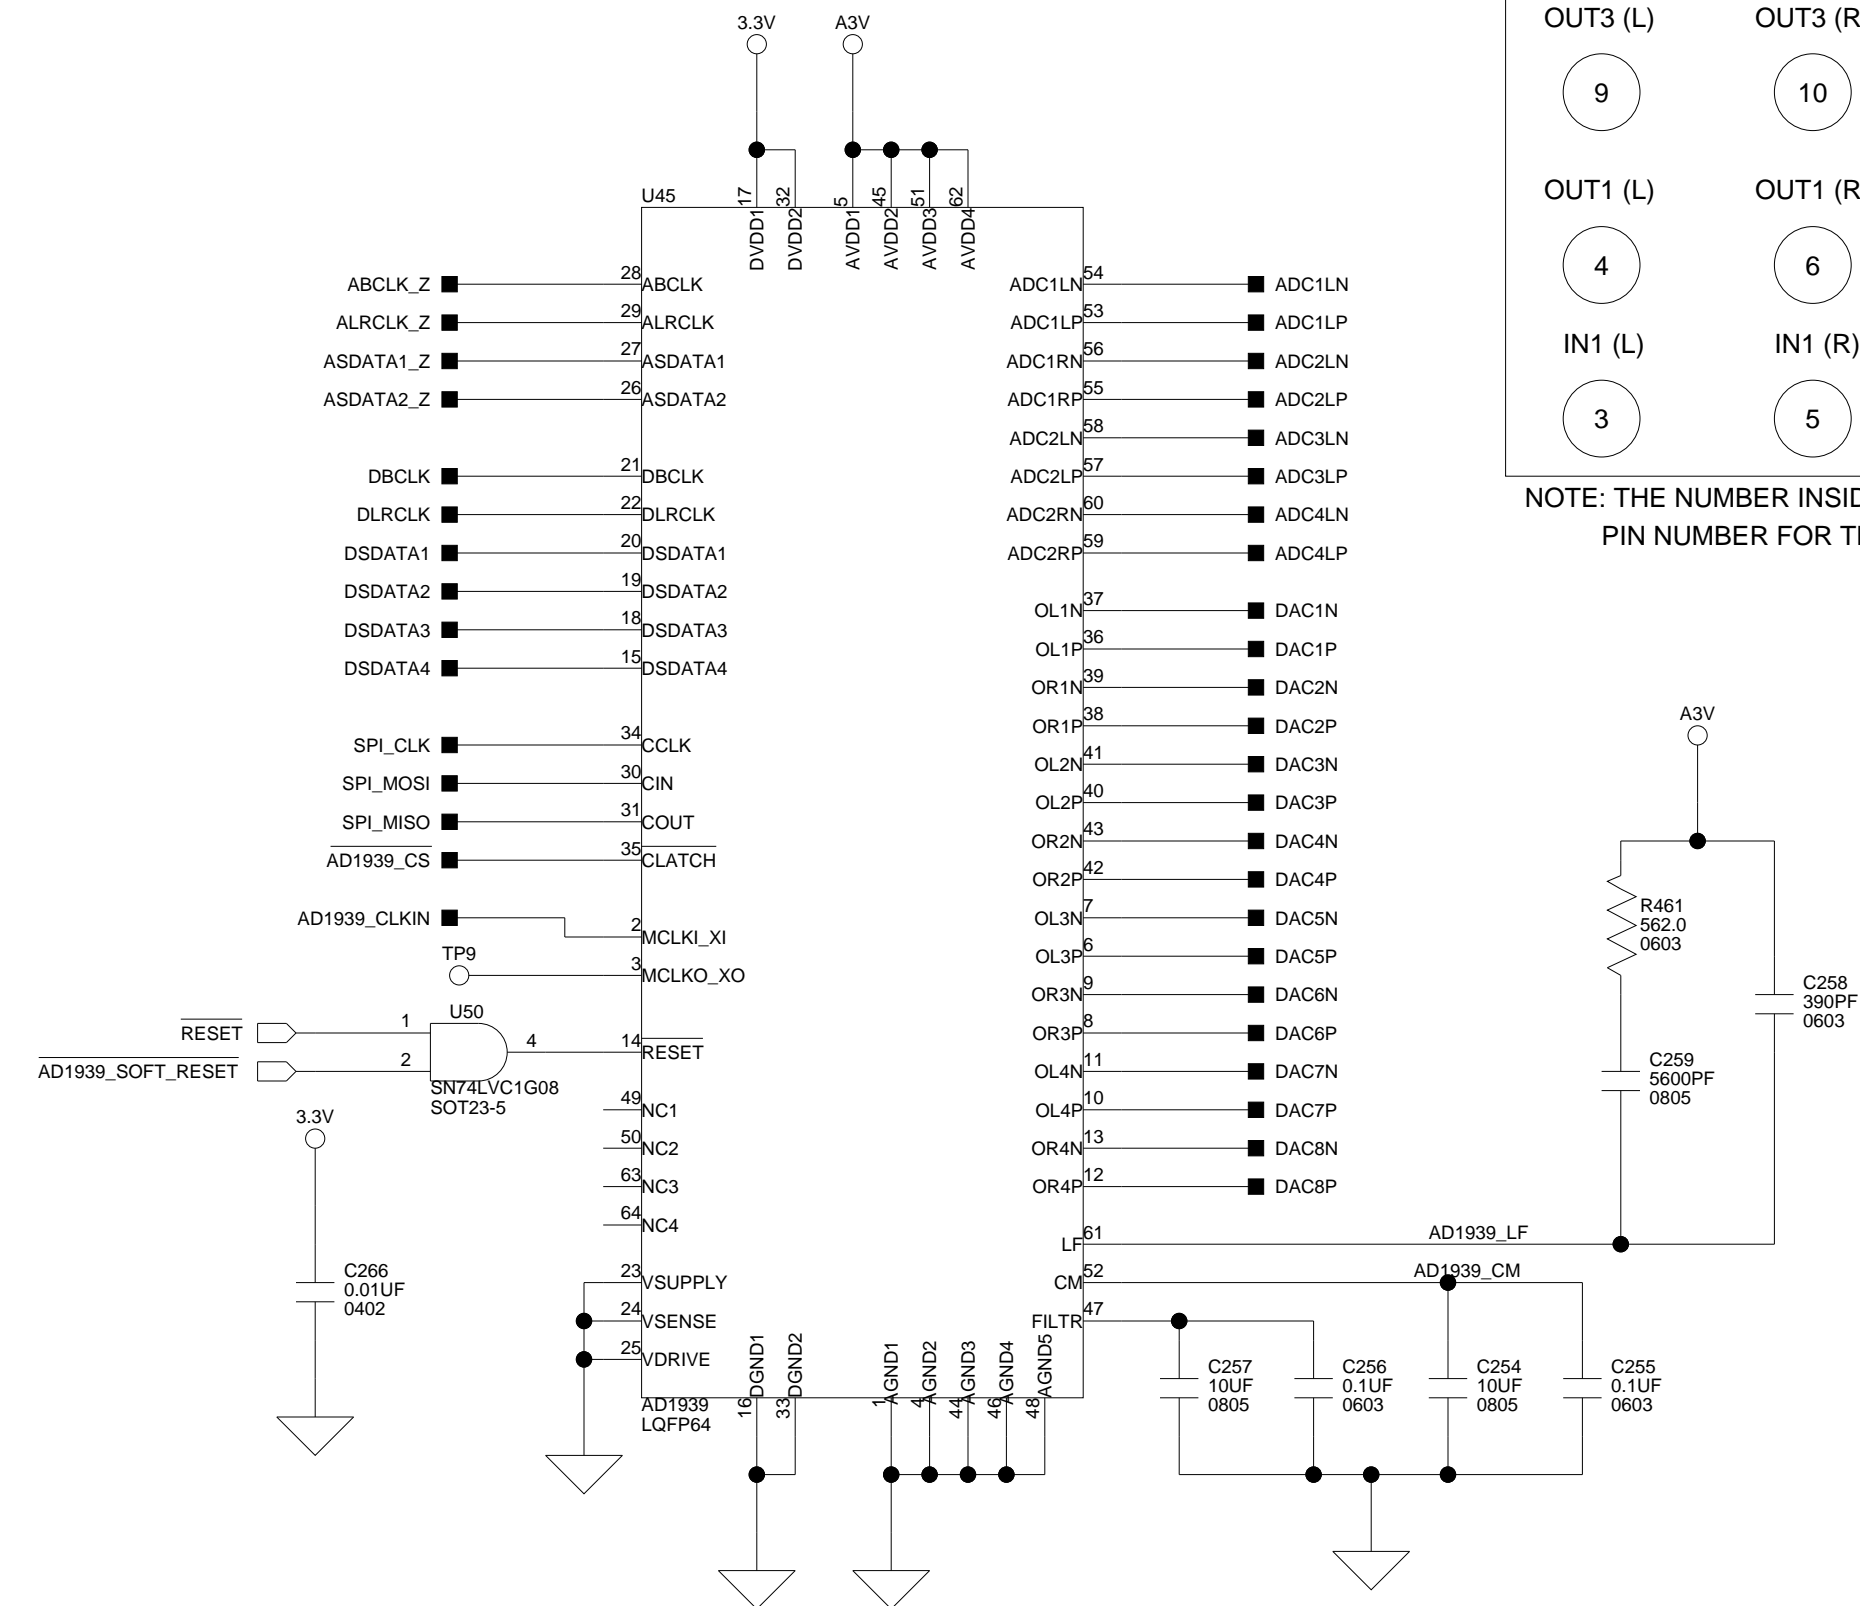 3.3V
A3V
OUT3 (L)
OUT3 (R
9
10
OUT1 (L)
OUT1 (R
4
6
IN1 (L)
IN1 (R)
3
5
NOTE: THE NUMBER INSID
PIN NUMBER FOR T
U45
17
32
5
45
51
62
DVDD1
DVDD2
AVDD1
AVDD2
AVDD3
AVDD4
ABCLK_Z 28 ABCLK
ALRCLK_Z 29 ALRCLK
ASDATA1_Z 27 ASDATA1
ASDATA2_Z 26 ASDATA2
DBCLK 21 DBCLK
DLRCLK 22 DLRCLK
DSDATA1 20 DSDATA1
DSDATA2 19 DSDATA2
DSDATA3 18 DSDATA3
DSDATA4 15 DSDATA4
SPI_CLK 34 CCLK
SPI_MOSI 30 CIN
SPI_MISO 31 COUT
AD1939_CS 35 CLATCH
AD1939_CLKIN 2 MCLKI_XI
TP9 3 MCLKO_XO
RESET 1
U50
4 14 RESET
AD1939_SOFT_RESET 2
SN74LVC1G08
SOT23-5
49 NC1
50 NC2
63 NC3
64 NC4
3.3V
C266
0.01UF
0402
23 VSUPPLY
24 VSENSE
25 VDRIVE
AD1939
LQFP64
16 DGND1
33 DGND2
1 AGND1
4 AGND2
44 AGND3
46 AGND4
48 AGND5
ADC1LN 54 ADC1LN
ADC1LP 53 ADC1LP
ADC1RN 56 ADC2LN
ADC1RP 55 ADC2LP
ADC2LN 58 ADC3LN
ADC2LP 57 ADC3LP
ADC2RN 60 ADC4LN
ADC2RP 59 ADC4LP
OL1N 37 DAC1N
OL1P 36 DAC1P
OR1N 39 DAC2N
OR1P 38 DAC2P
OL2N 41 DAC3N
OL2P 40 DAC3P
OR2N 43 DAC4N
OR2P 42 DAC4P
OL3N 7 DAC5N
OL3P 6 DAC5P
OR3N 9 DAC6N
OR3P 8 DAC6P
OL4N 11 DAC7N
OL4P 10 DAC7P
OR4N 13 DAC8N
OR4P 12 DAC8P
LF 61 AD1939_LF
CM 52 AD1939_CM
FILTR 47
C257
10UF
0805
C256
0.1UF
0603
C254
10UF
0805
C255
0.1UF
0603
A3V
R461
562.0
0603
C258
390PF
0603
C259
5600PF
0805